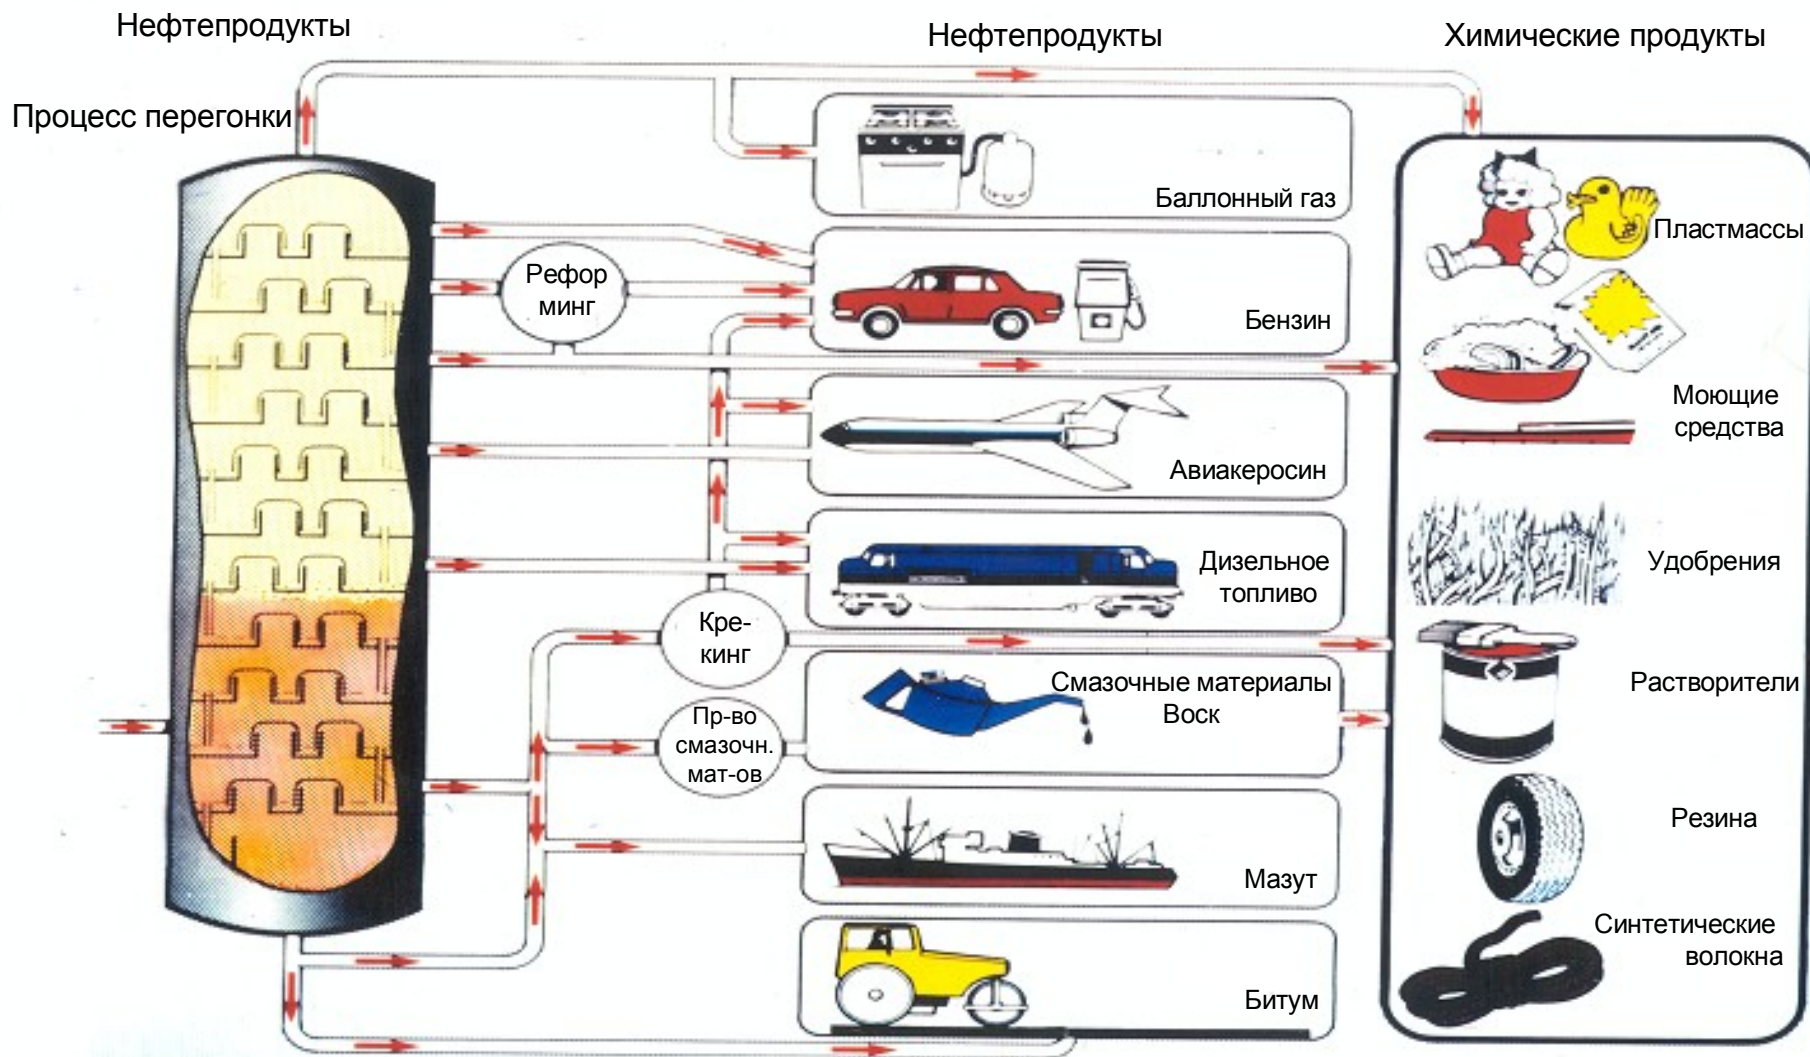 Нефтепродукты
Нефтепродукты
Химические продукты
Процесс перегонки
Баллонный газ
Рефор
минг
Бензин
Авиакеросин
Дизельное
топливо
Кре-
кинг
Смазочные материалы
Воск
Пр-во
смазочн.
мат-ов
Мазут
Битум
Пластмассы
Моющие
средства
Удобрения
Растворители
Резина
Синтетические
волокна